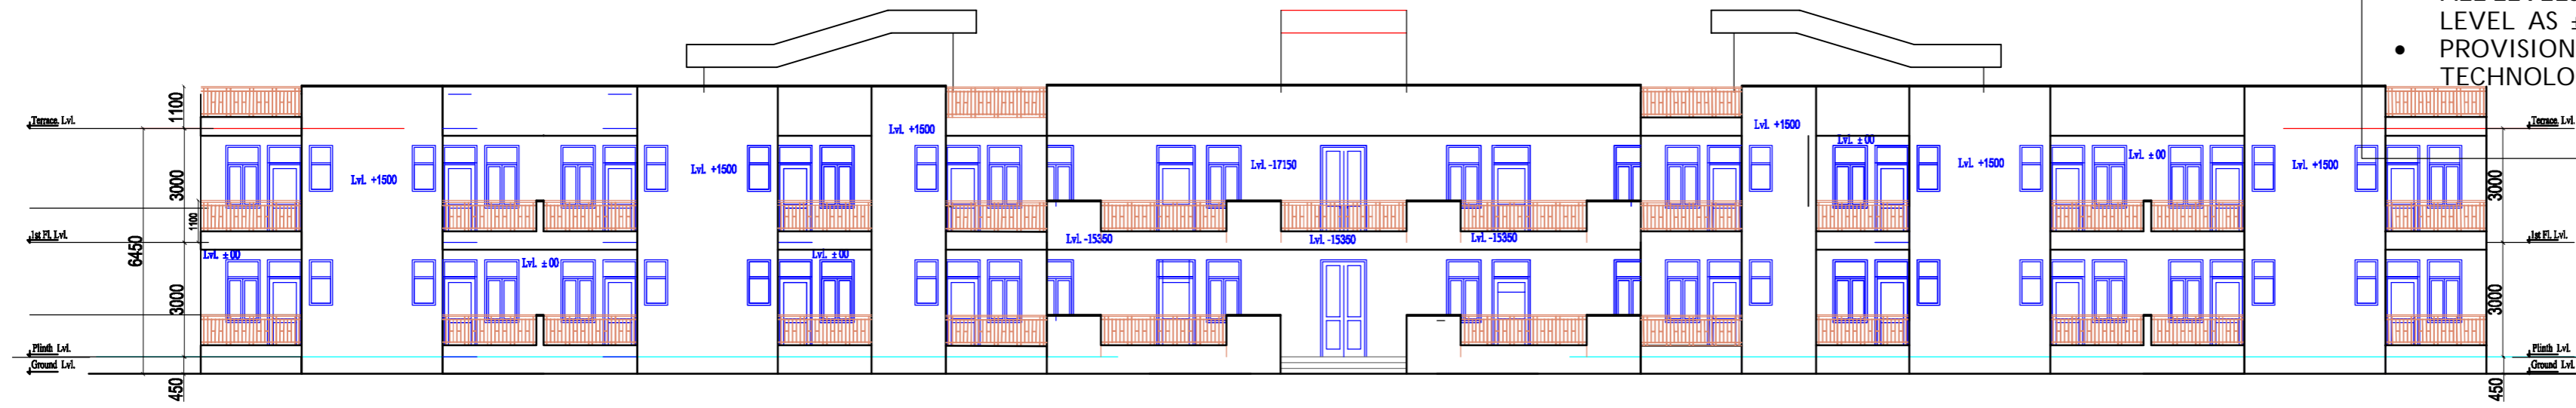 LEVEL AS ±
• PROVISION
TECHNOLO
1100
Terrace Lvl.
Terrace Lvl.
Lvl. +1500
Lvl. +1500
Lvl. ±00
Lvl. ±00
Lvl. -17150
Lvl. +1500
Lvl. +1500
Lvl. +1500
Lvl. +1500
3000
3000
1100
1st Fl. Lvl.
1st Fl. Lvl.
6450
Lvl. -15350
Lvl. -15350
Lvl. -15350
Lvl. ±00
Lvl. ±00
Lvl. ±00
3000
3000
Plinth Lvl.
Plinth Lvl.
Ground Lvl.
Ground Lvl.
450
450